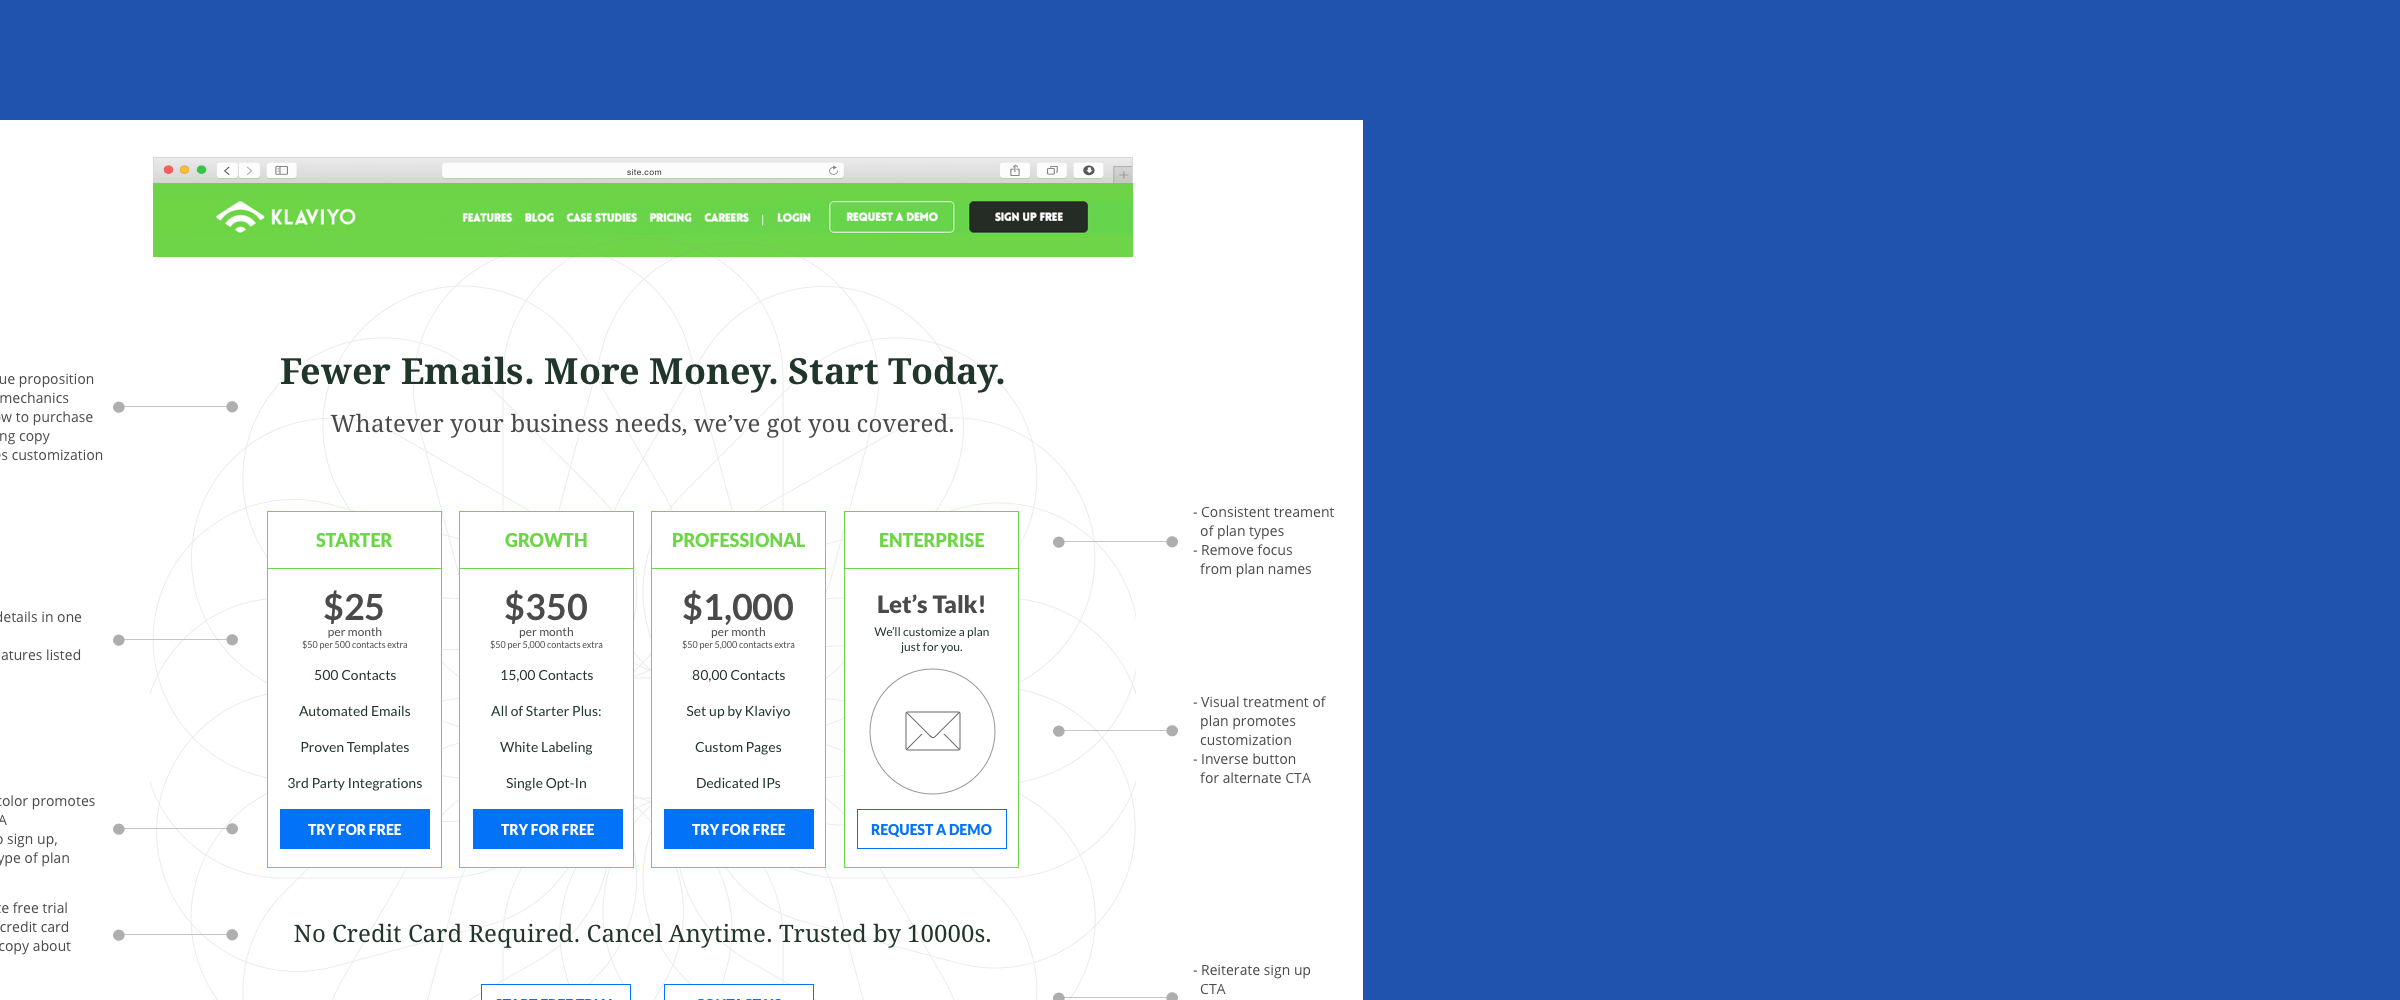 site.com
KLAVIYO
FEATURES BLOG CASE STUDIES PRICING CAREERS | LOGIN REQUEST A DEMO SIGN UP FREE
Fewer Emails. More Money. Start Today.
Whatever your business needs, we've got you covered.
ue proposition
mechanics
w to purchase
ng copy
s customization
STARTER
$25
per month
$50 per 500 contacts extra
500 Contacts
Automated Emails
Proven Templates
3rd Party Integrations
TRY FOR FREE
GROWTH
$350
per month
$50 per 5,000 contacts extra
15,00 Contacts
All of Starter Plus:
White Labeling
Single Opt-In
TRY FOR FREE
PROFESSIONAL
$1,000
per month
$50 per 5,000 contacts extra
80,00 Contacts
Set up by Klaviyo
Custom Pages
Dedicated IPs
TRY FOR FREE
ENTERPRISE
Let's Talk!
We'll customize a plan
just for you.
REQUEST A DEMO
- Consistent treament
of plan types
- Remove focus
from plan names
details in one
atures listed
- Visual treatment of
plan promotes
customization
- Inverse button
for alternate CTA
color promotes
A
sign up,
ype of plan
e free trial
credit card
copy about
No Credit Card Required. Cancel Anytime. Trusted by 10000s.
- Reiterate sign up
CTA
START FREE TRIAL
CONTACT US